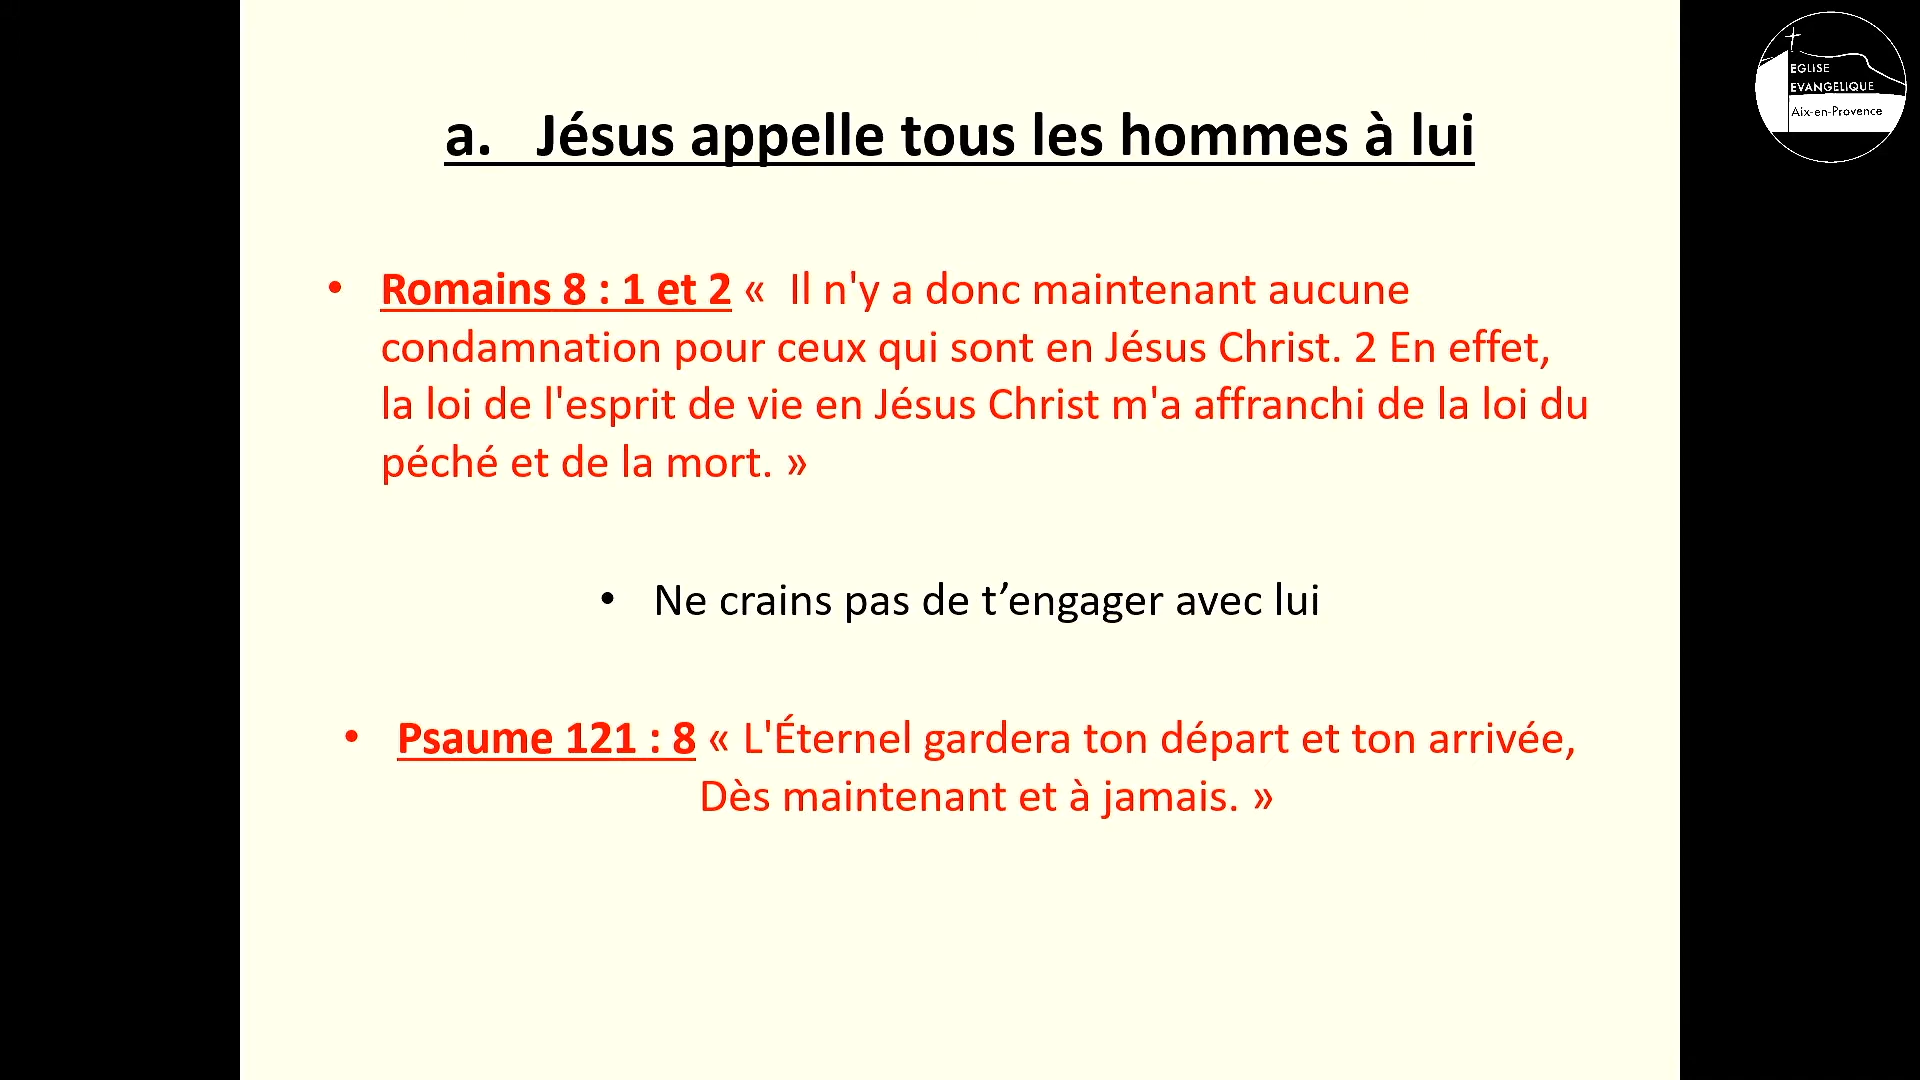 EGLISE
EVANGELIQUE
Aix-en-Provence
a. Jésus appelle tous les hommes à lui
• Romains 8 : 1 et 2 «  Il n'y a donc maintenant aucune
condamnation pour ceux qui sont en Jésus Christ. 2 En effet,
la loi de l'esprit de vie en Jésus Christ m'a affranchi de la loi du
péché et de la mort. »
• Ne crains pas de t’engager avec lui
• Psaume 121 : 8 « L'Éternel gardera ton départ et ton arrivée,
Dès maintenant et à jamais. »